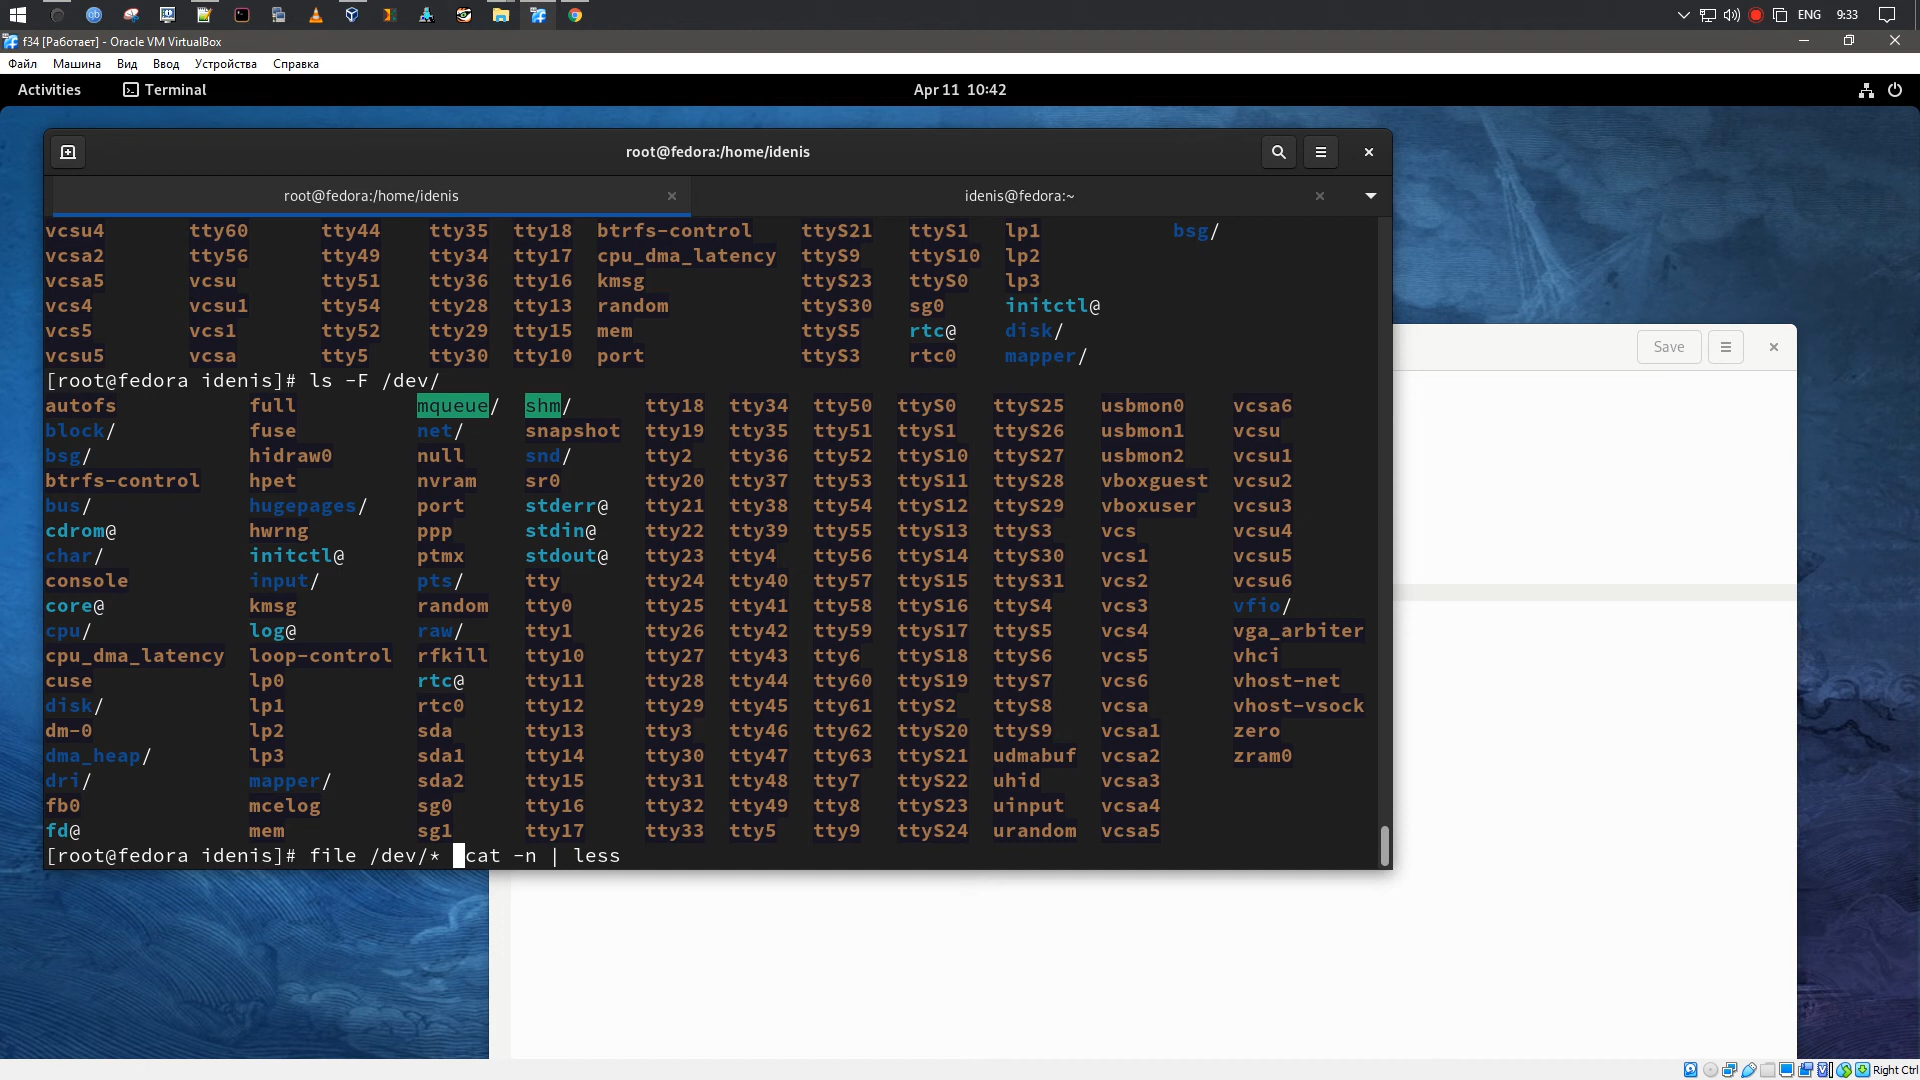 ENG 9:33
f34 [Работает] - Oracle VM VirtualBox
Файл Машина Вид Ввод Устройства Справка
Activities Terminal Apr 11 10:42
root@fedora:/home/idenis
root@fedora:/home/idenis idenis@fedora:~
vcsu4 tty60 tty44 tty35 tty18 btrfs-control ttyS21 ttyS1 lp1 bsg/
vcsa2 tty56 tty49 tty34 tty17 cpu_dma_latency ttyS9 ttyS10 lp2
vcsa5 vcsu tty51 tty36 tty16 kmsg ttyS23 ttyS0 lp3
vcs4 vcsu1 tty54 tty28 tty13 random ttyS30 sg0 initctl@
vcs5 vcs1 tty52 tty29 tty15 mem ttyS5 rtc@ disk/
vcsu5 vcsa tty5 tty30 tty10 port ttyS3 rtc0 mapper/
[root@fedora idenis]# ls -F /dev/
autofs full mqueue/ shm/ tty18 tty34 tty50 ttyS0 ttyS25 usbmon0 vcsa6
block/ fuse net/ snapshot tty19 tty35 tty51 ttyS1 ttyS26 usbmon1 vcsu
bsg/ hidraw0 null snd/ tty2 tty36 tty52 ttyS10 ttyS27 usbmon2 vcsu1
btrfs-control hpet nvram sr0 tty20 tty37 tty53 ttyS11 ttyS28 vboxguest vcsu2
bus/ hugepages/ port stderr@ tty21 tty38 tty54 ttyS12 ttyS29 vboxuser vcsu3
cdrom@ hwrng ppp stdin@ tty22 tty39 tty55 ttyS13 ttyS3 vcs vcsu4
char/ initctl@ ptmx stdout@ tty23 tty4 tty56 ttyS14 ttyS30 vcs1 vcsu5
console input/ pts/ tty tty24 tty40 tty57 ttyS15 ttyS31 vcs2 vcsu6
core@ kmsg random tty0 tty25 tty41 tty58 ttyS16 ttyS4 vcs3 vfio/
cpu/ log@ raw/ tty1 tty26 tty42 tty59 ttyS17 ttyS5 vcs4 vga_arbiter
cpu_dma_latency loop-control rfkill tty10 tty27 tty43 tty6 ttyS18 ttyS6 vcs5 vhci
cuse lp0 rtc@ tty11 tty28 tty44 tty60 ttyS19 ttyS7 vcs6 vhost-net
disk/ lp1 rtc0 tty12 tty29 tty45 tty61 ttyS2 ttyS8 vcsa vhost-vsock
dm-0 lp2 sda tty13 tty3 tty46 tty62 ttyS20 ttyS9 vcsa1 zero
dma_heap/ lp3 sda1 tty14 tty30 tty47 tty63 ttyS21 udmabuf vcsa2 zram0
dri/ mapper/ sda2 tty15 tty31 tty48 tty7 ttyS22 uhid vcsa3
fb0 mcelog sg0 tty16 tty32 tty49 tty8 ttyS23 uinput vcsa4
fd@ mem sg1 tty17 tty33 tty5 tty9 ttyS24 urandom vcsa5
[root@fedora idenis]# file /dev/* cat -n | less
Save
Right Ctrl